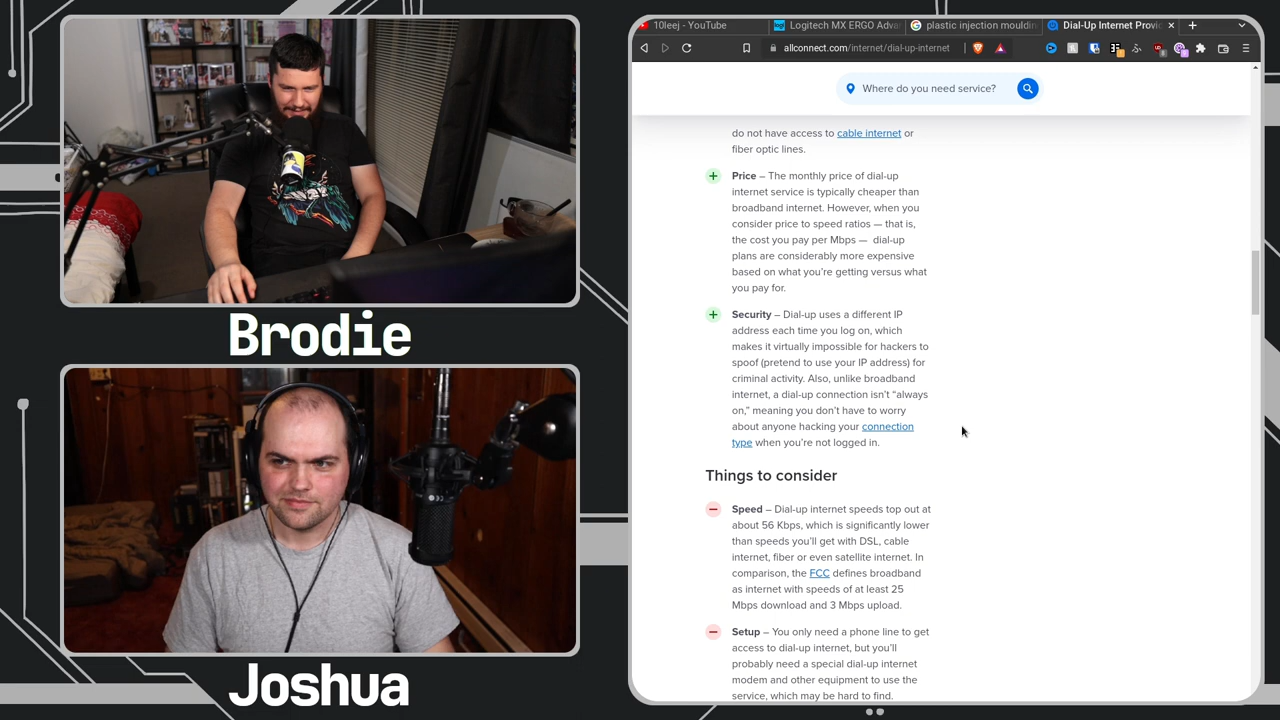 10leej - YouTube
Logitech MX ERGO Adva
plastic injection mouldin
Dial-Up Internet Provi
allconnect.com/internet/dial-up-internet
Where do you need service?
do not have access to cable internet or
fiber optic lines.
Price – The monthly price of dial-up
internet service is typically cheaper than
broadband internet. However, when you
consider price to speed ratios — that is,
the cost you pay per Mbps — dial-up
plans are considerably more expensive
based on what you’re getting versus what
you pay for.
Security – Dial-up uses a different IP
address each time you log on, which
makes it virtually impossible for hackers to
spoof (pretend to use your IP address) for
criminal activity. Also, unlike broadband
internet, a dial-up connection isn’t “always
on,” meaning you don’t have to worry
about anyone hacking your connection
type when you’re not logged in.
Things to consider
Speed – Dial-up internet speeds top out at
about 56 Kbps, which is significantly lower
than speeds you’ll get with DSL, cable
internet, fiber or even satellite internet. In
comparison, the FCC defines broadband
as internet with speeds of at least 25
Mbps download and 3 Mbps upload.
Setup – You only need a phone line to get
access to dial-up internet, but you’ll
probably need a special dial-up internet
modem and other equipment to use the
service, which may be hard to find.
Brodie
Joshua